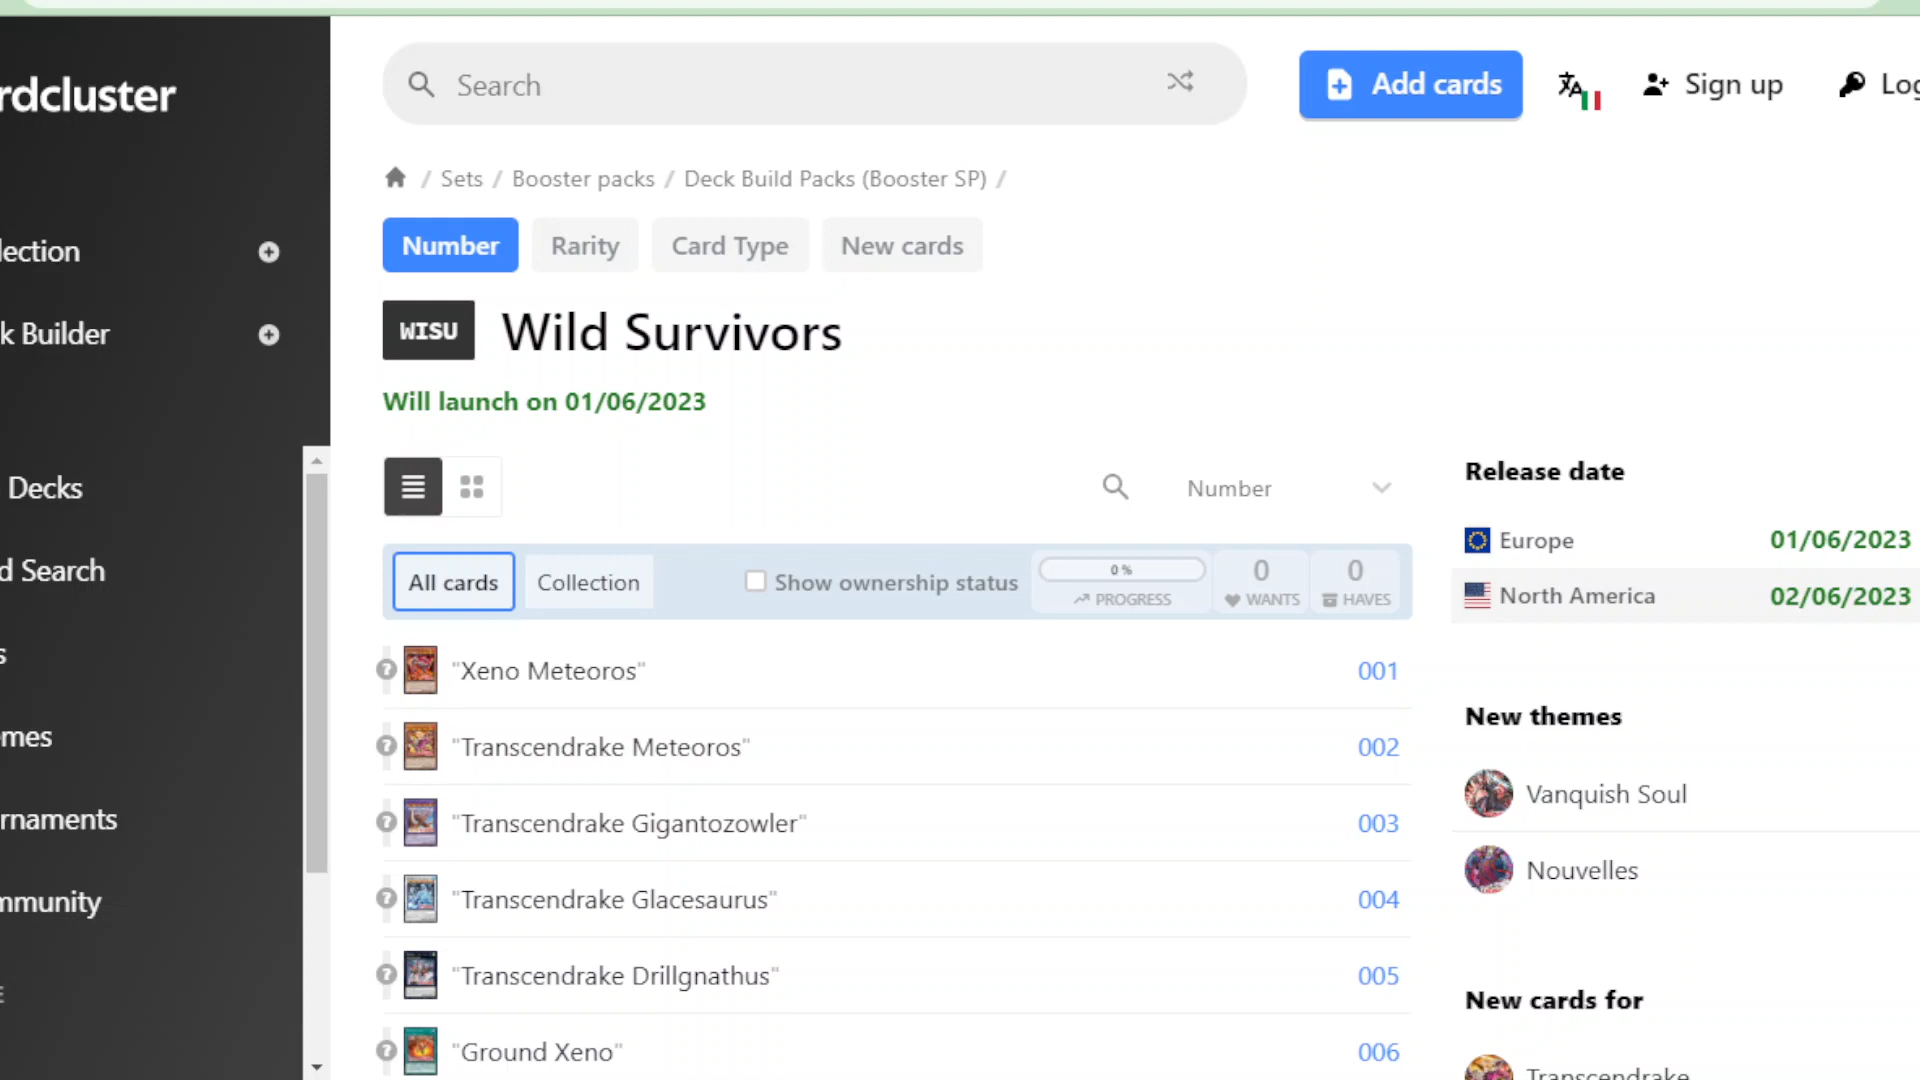 rdcluster
Search
Add cards
Sign up
Log
/ Sets / Booster packs / Deck Build Packs (Booster SP) /
lection
Number
Rarity
Card Type
New cards
k Builder
WISU
Wild Survivors
Will launch on 01/06/2023
Decks
Number
Release date
Europe 01/06/2023
d Search
All cards
Collection
Show ownership status
0 %
PROGRESS
0
WANTS
0
HAVES
North America 02/06/2023
s
"Xeno Meteoros" 001
mes
"Transcendrake Meteoros" 002
New themes
Vanquish Soul
rnaments
"Transcendrake Gigantozowler" 003
Nouvelles
mmunity
"Transcendrake Glacesaurus" 004
"Transcendrake Drillgnathus" 005
E
New cards for
"Ground Xeno" 006
Transcendrake